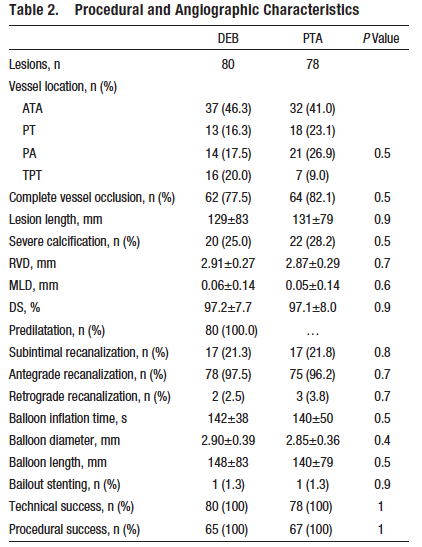 Table 2. Procedural and Angiographic Characteristics
DEB PTA P Value
Lesions, n 80 78
Vessel location, n (%)
ATA 37 (46.3) 32 (41.0)
PT 13 (16.3) 18 (23.1)
PA 14 (17.5) 21 (26.9) 0.5
TPT 16 (20.0) 7 (9.0)
Complete vessel occlusion, n (%) 62 (77.5) 64 (82.1) 0.5
Lesion length, mm 129±83 131±79 0.9
Severe calcification, n (%) 20 (25.0) 22 (28.2) 0.5
RVD, mm 2.91±0.27 2.87±0.29 0.7
MLD, mm 0.06±0.14 0.05±0.14 0.6
DS, % 97.2±7.7 97.1±8.0 0.9
Predilatation, n (%) 80 (100.0) ...
Subintimal recanalization, n (%) 17 (21.3) 17 (21.8) 0.8
Antegrade recanalization, n (%) 78 (97.5) 75 (96.2) 0.7
Retrograde recanalization, n (%) 2 (2.5) 3 (3.8) 0.7
Balloon inflation time, s 142±38 140±50 0.5
Balloon diameter, mm 2.90±0.39 2.85±0.36 0.4
Balloon length, mm 148±83 140±79 0.5
Bailout stenting, n (%) 1 (1.3) 1 (1.3) 0.9
Technical success, n (%) 80 (100) 78 (100) 1
Procedural success, n (%) 65 (100) 67 (100) 1